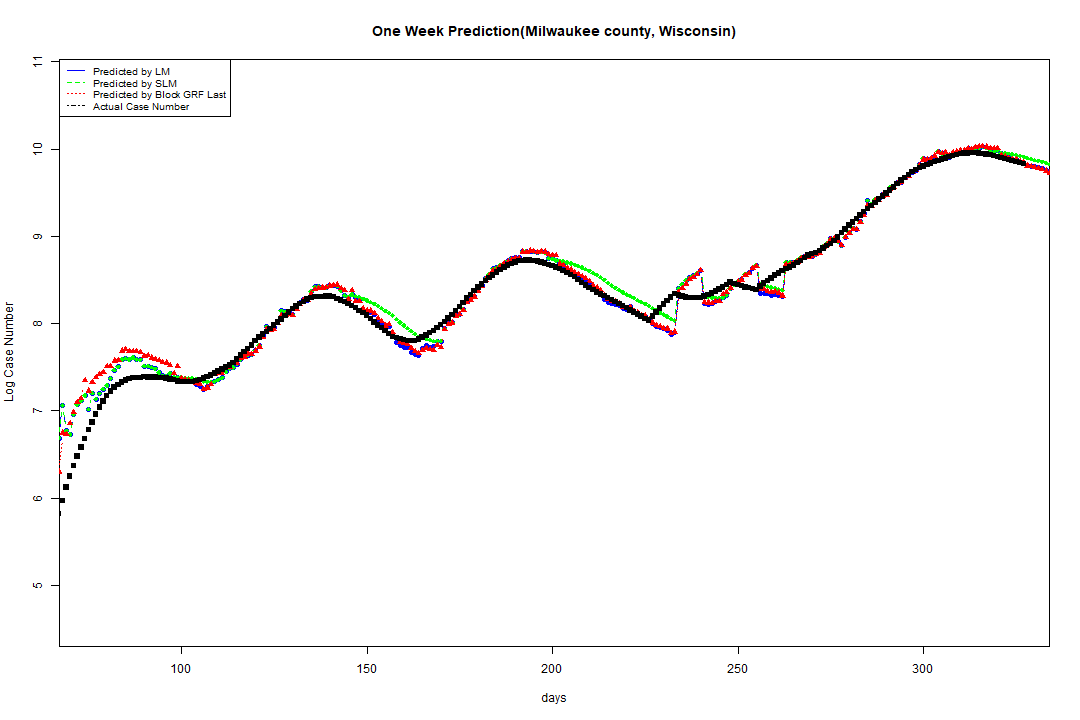 One Week Prediction(Milwaukee county, Wisconsin)
Predicted by LM
Predicted by SLM
Predicted by Block GRF Last
Actual Case Number
11
10
9
8
7
6
5
Log Case Number
100 150 200 250 300
days